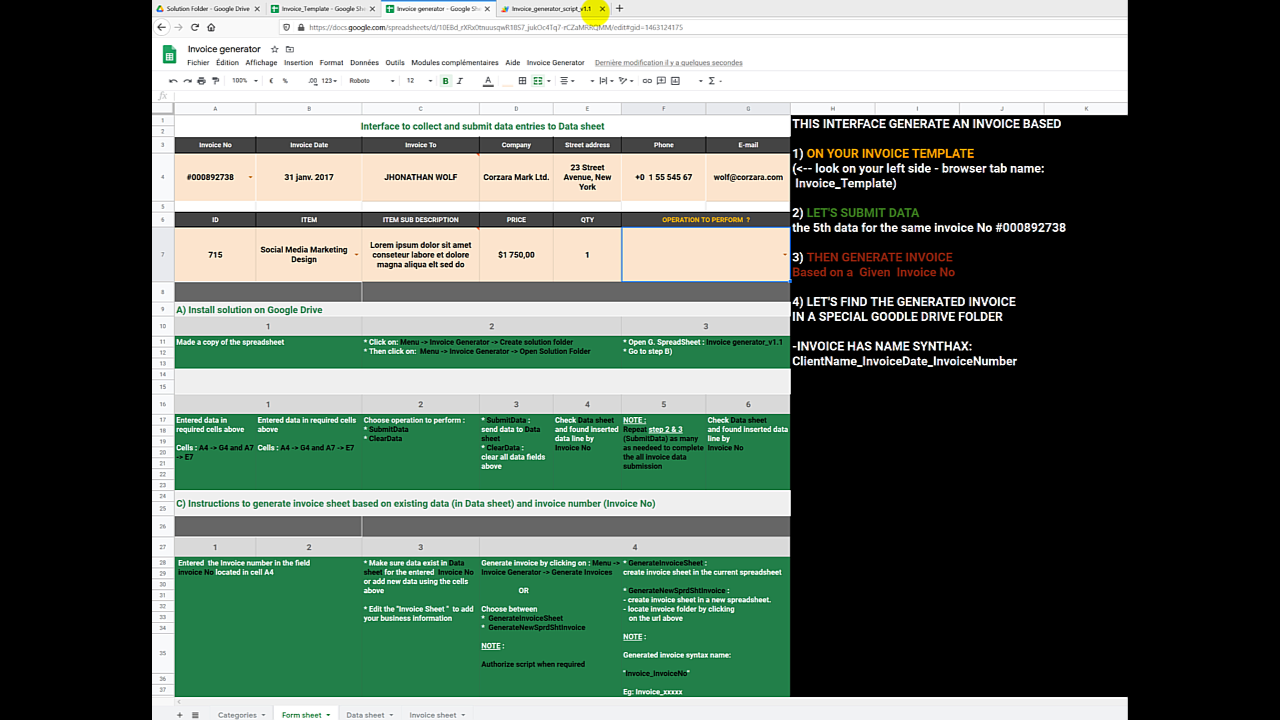 Solution Folder - Google Drive
Invoice_Template - Google She
Invoice generator - Google She
Invoice_generator_script_v1.1
Invoice generator
Fichier Édition Affichage Insertion Format Données Outils Modules complémentaires Aide Invoice Generator
Dernière modification il y a quelques secondes
100% € % .00 123 Roboto 12 B I A
fx
A B C D E F G H I J K
Interface to collect and submit data entries to Data sheet
Invoice No Invoice Date Invoice To Company Street address Phone E-mail
#000892738
31 janv. 2017
JHONATHAN WOLF
Corzara Mark Ltd.
23 Street
Avenue, New
York
+0 1 55 545 67
wolf@corzara.com
ID ITEM ITEM SUB DESCRIPTION PRICE QTY OPERATION TO PERFORM ?
715
Social Media Marketing
Design
Lorem ipsum dolor sit amet
conseteur labore et dolore
magna aliqua elt sed do
$1 750,00
1
A) Install solution on Google Drive
1 2 3
Made a copy of the spreadsheet
* Click on: Menu -> Invoice Generator -> Create solution folder
* Then click on: Menu -> Invoice Generator -> Open Solution Folder
* Open G. SpreadSheet : Invoice generator_v1.1
* Go to step B)
1 2 3 4 5 6
Entered data in
required cells above
Cells : A4 -> G4 and A7
-> E7
Entered data in required cells
above
Cells : A4 -> G4 and A7 -> E7
Choose operation to perform :
* SubmitData
* ClearData
* SubmitData :
send data to Data
sheet
* ClearData :
clear all data fields
above
Check Data sheet
and found inserted
data line by
Invoice No
NOTE :
Repeat step 2 & 3
(SubmitData) as many
as needeed to complete
the all invoice data
submission
Check Data sheet
and found inserted data
line by
Invoice No
C) Instructions to generate invoice sheet based on existing data (in Data sheet) and invoice number (Invoice No)
1 2 3 4
Entered the Invoice number in the field
Invoice No located in cell A4
* Make sure data exist in Data
sheet for the entered Invoice No
or add new data using the cells
above
* Edit the "Invoice Sheet " to add
your business information
Generate invoice by clicking on : Menu ->
Invoice Generator -> Generate Invoices
OR
Choose between
* GenerateInvoiceSheet
* GenerateNewSprdShtInvoice
NOTE :
Authorize script when required
* GenerateInvoiceSheet :
create invoice sheet in the current spreadsheet
* GenerateNewSprdShtInvoice :
- create invoice sheet in a new spreadsheet.
- locate invoice folder by clicking
on the url above
NOTE :
Generated invoice syntax name:
"Invoice_InvoiceNo"
Eg: Invoice_xxxxx
THIS INTERFACE GENERATE AN INVOICE BASED
1) ON YOUR INVOICE TEMPLATE
(<-- look on your left side - browser tab name:
Invoice_Template)
2) LET'S SUBMIT DATA
the 5th data for the same invoice No #000892738
3) THEN GENERATE INVOICE
Based on a Given Invoice No
4) LET'S FIND THE GENERATED INVOICE
IN A SPECIAL GOODLE DRIVE FOLDER
-INVOICE HAS NAME SYNTHAX:
ClientName_InvoiceDate_InvoiceNumber
Categories Form sheet Data sheet Invoice sheet